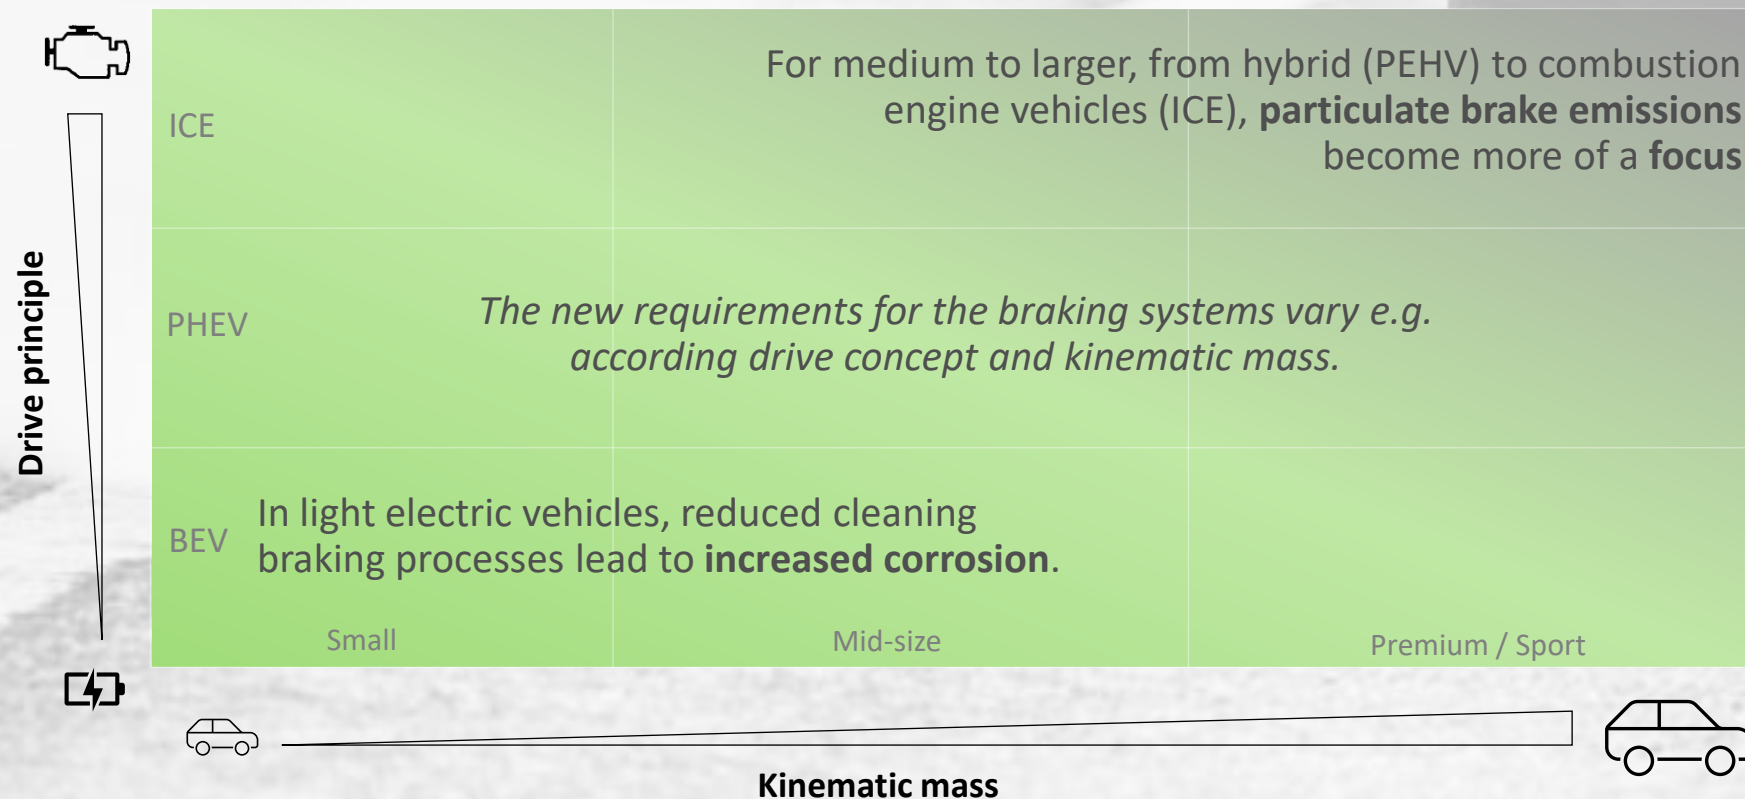 For medium to larger, from hybrid (PEHV) to combustion
engine vehicles (ICE), particulate brake emissions
become more of a focus
ICE
Drive principle
PHEV
The new requirements for the braking systems vary e.g.
according drive concept and kinematic mass.
BEV
In light electric vehicles, reduced cleaning
braking processes lead to increased corrosion.
Small
Mid-size
Premium / Sport
Kinematic mass